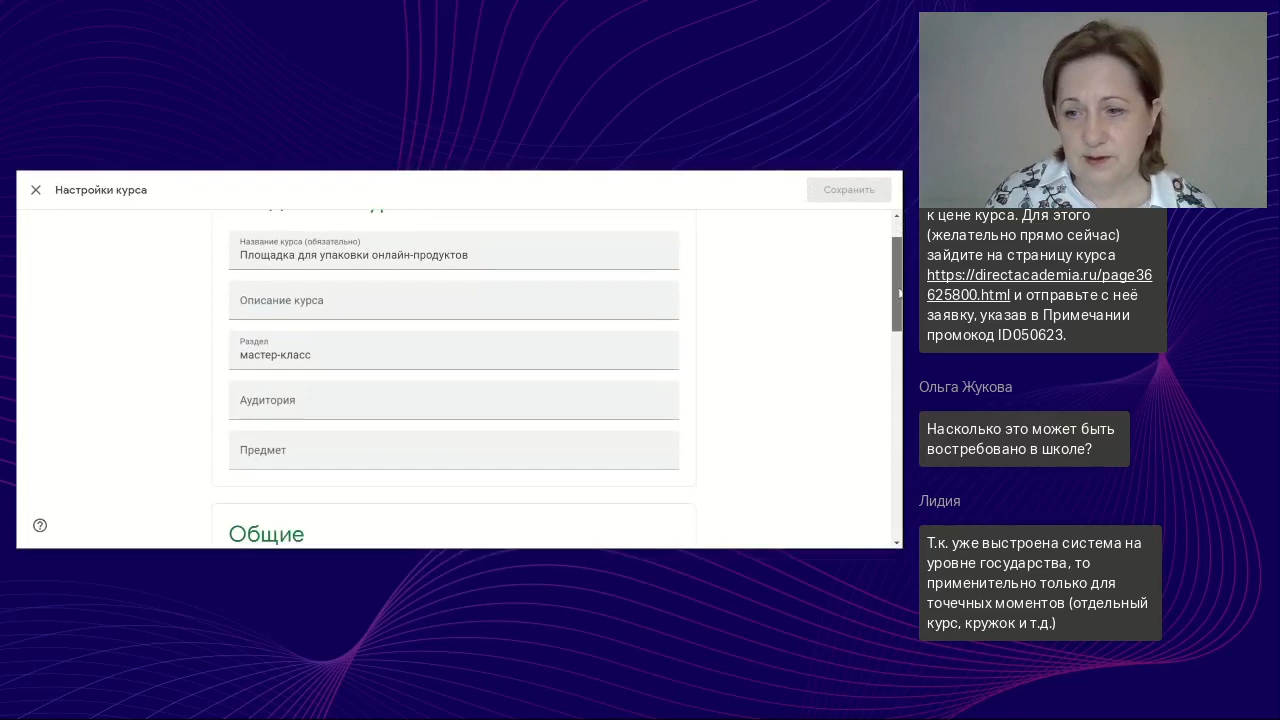 Настройки курса
Сохранить
Название курса (обязательно)
Площадка для упаковки онлайн-продуктов
Описание курса
Раздел
мастер-класс
Аудитория
Предмет
Общие
к цене курса. Для этого
(желательно прямо сейчас)
зайдите на страницу курса
https://directacademia.ru/page36
625800.html и отправьте с неё
заявку, указав в Примечании
промокод ID050623.
Ольга Жукова
Насколько это может быть
востребовано в школе?
Лидия
Т.к. уже выстроена система на
уровне государства, то
применительно только для
точечных моментов (отдельный
курс, кружок и т.д.)